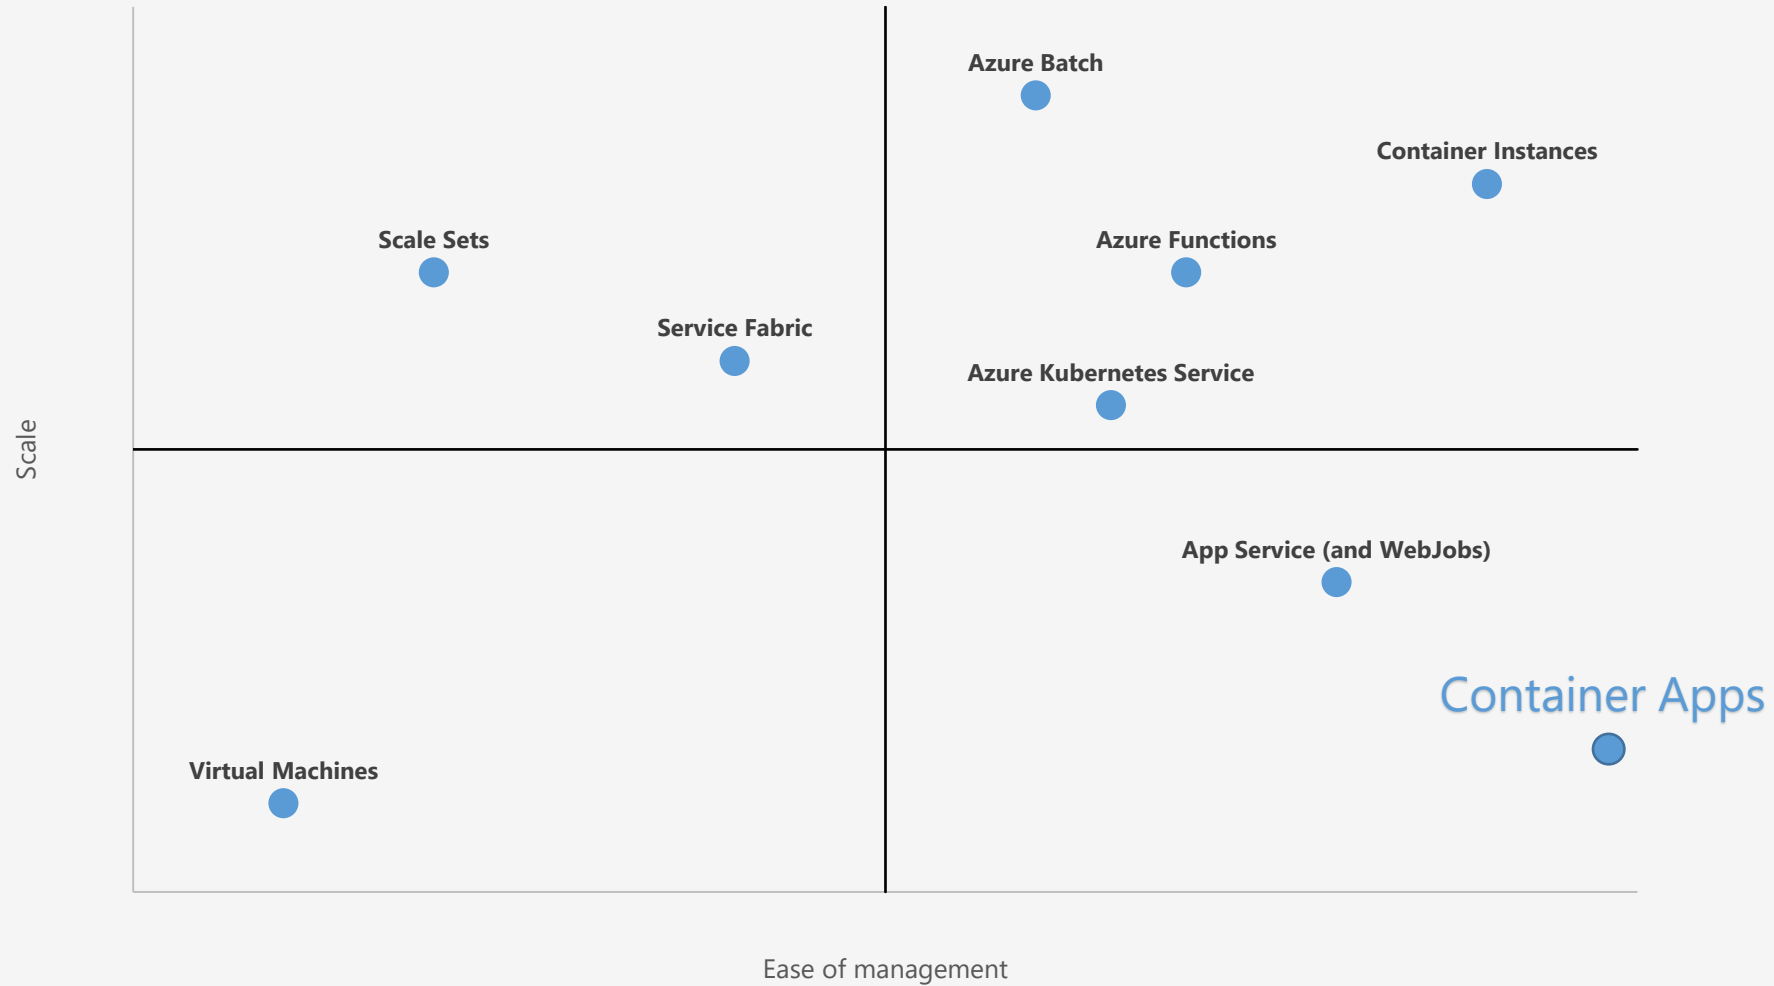 Azure Batch
Container Instances
Scale Sets
Azure Functions
Service Fabric
Azure Kubernetes Service
Scale
App Service (and WebJobs)
Container Apps
Virtual Machines
Ease of management